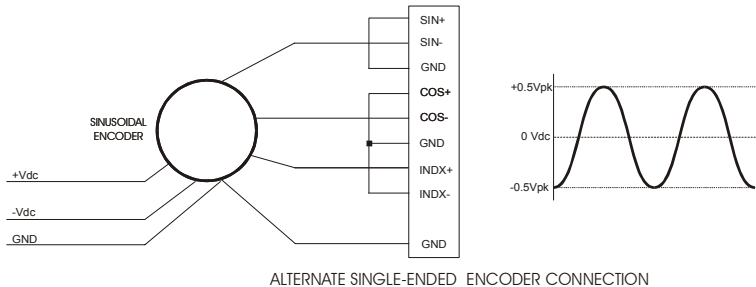 SIN+
SIN-
GND
COS+
COS-
GND
INDX+
INDX-
GND
SINUSOIDAL
ENCODER
+Vdc
-Vdc
GND
+0.5Vpk
0 Vdc
-0.5Vpk
ALTERNATE SINGLE-ENDED ENCODER CONNECTION